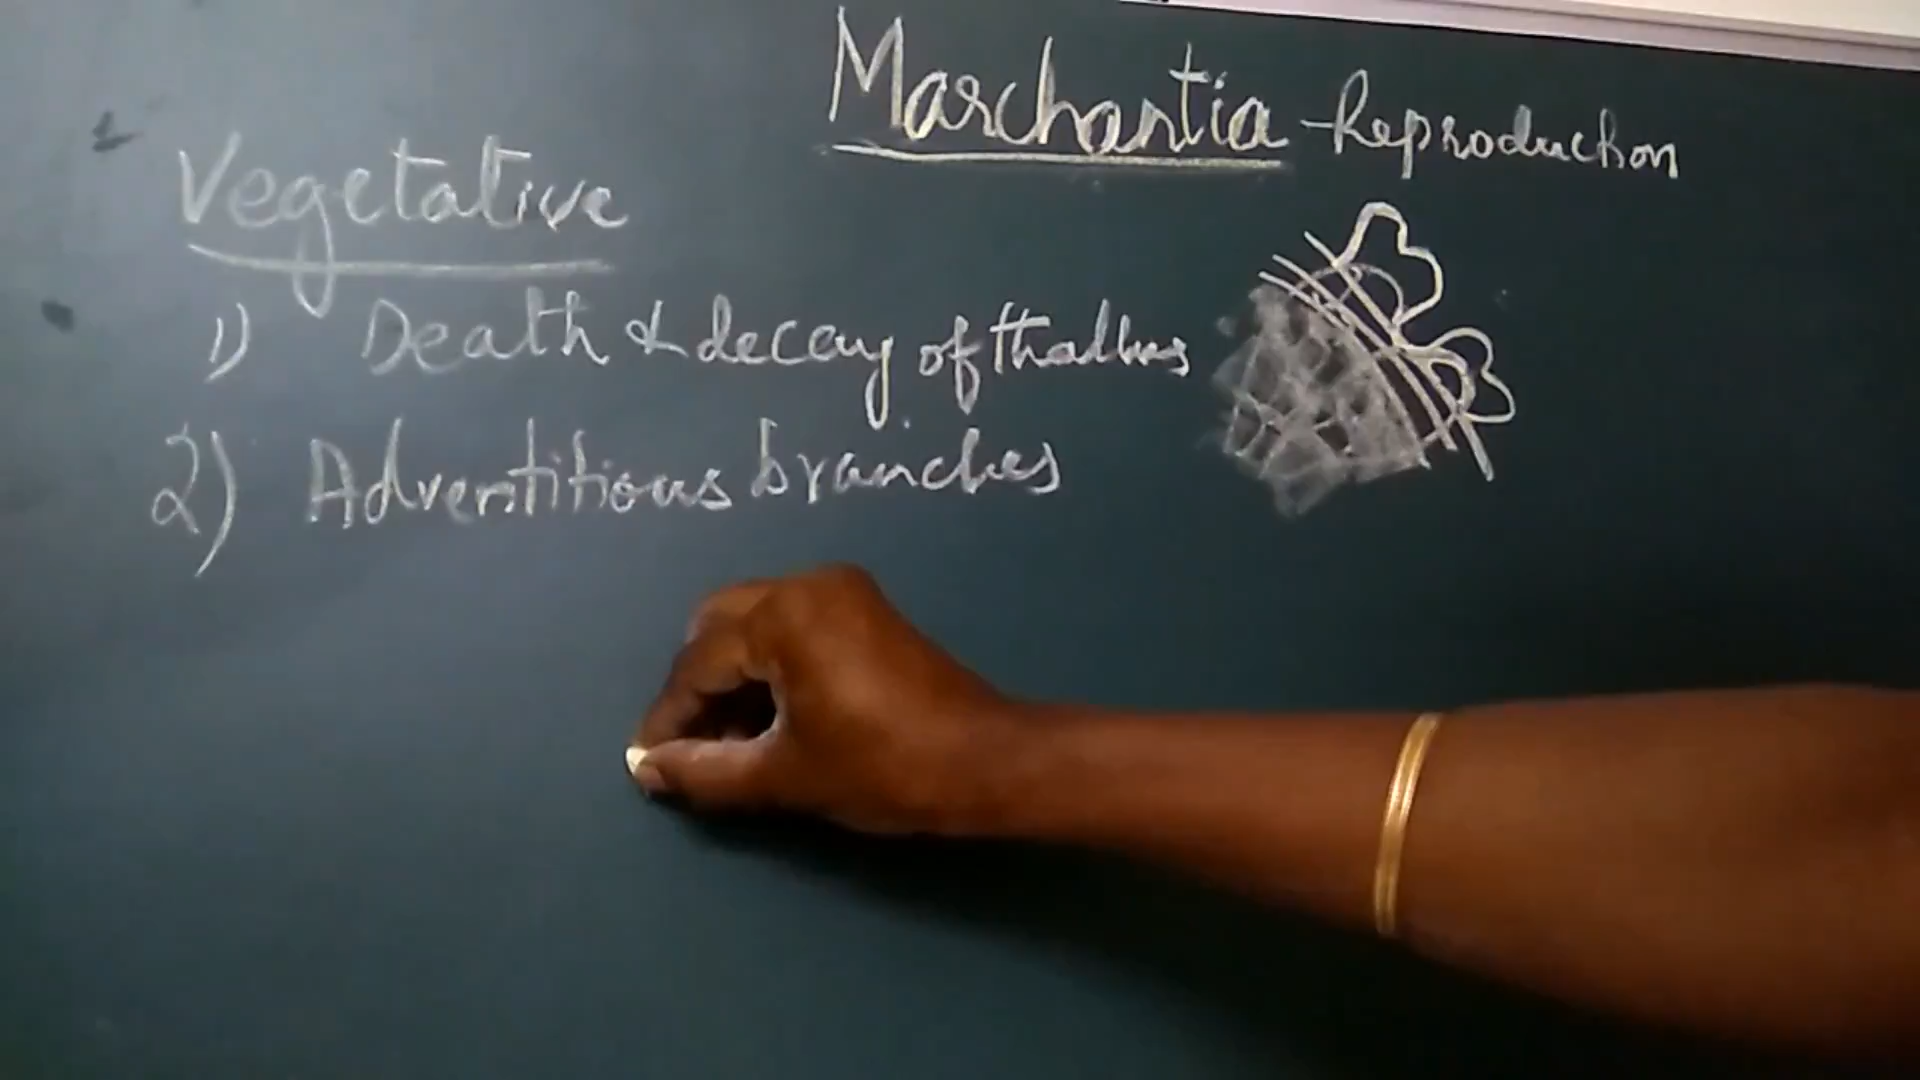 Marchantia - Reproduction
Vegetative
1) Death & decay of thallus
2) Adventitious branches